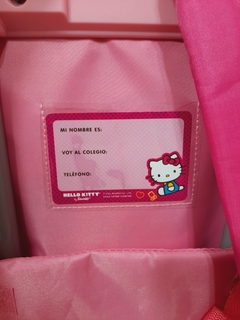 MI NOMBRE ES:
VOY AL COLEGIO:
TELÉFONO:
HELLO KITTY